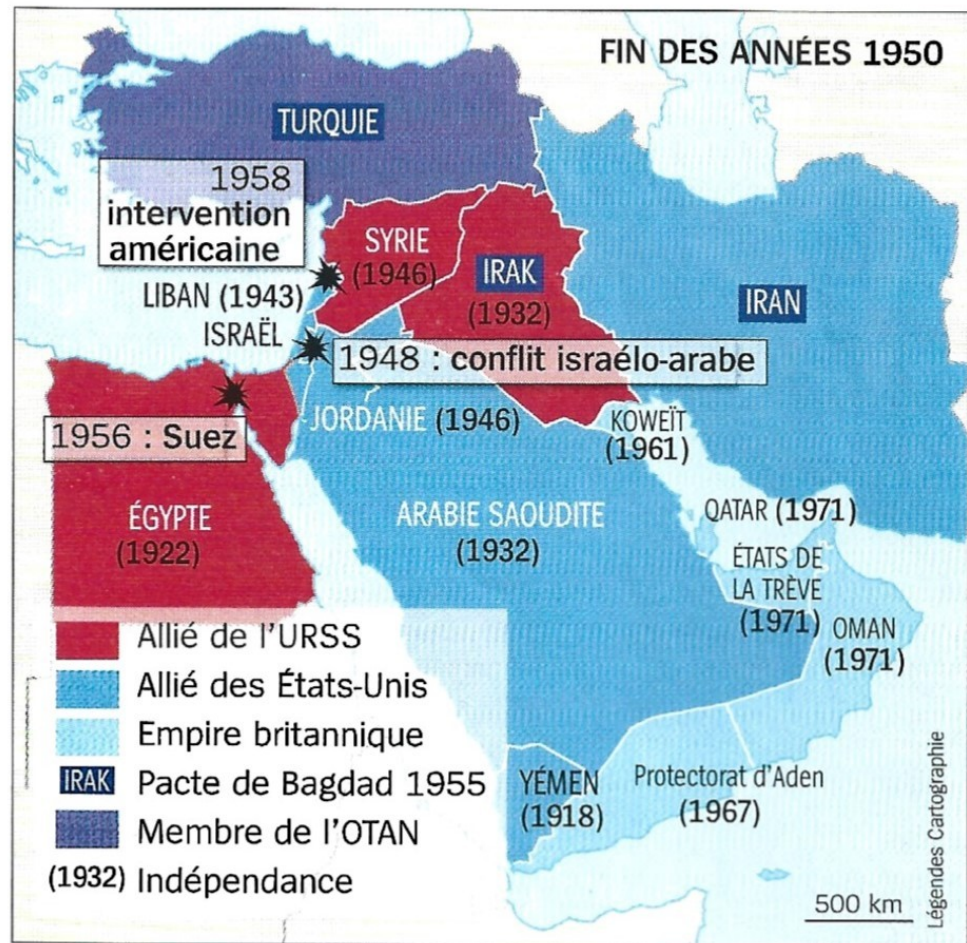 FIN DES ANNÉES 1950
TURQUIE
1958
intervention
américaine
SYRIE
(1946)
IRAK
(1932)
IRAN
LIBAN (1943)
ISRAËL
1948 : conflit israélo-arabe
JORDANIE (1946)
KOWEÏT
(1961)
1956 : Suez
ÉGYPTE
(1922)
ARABIE SAOUDITE
(1932)
QATAR (1971)
ÉTATS DE
LA TRÈVE
(1971)
OMAN
(1971)
YÉMEN
(1918)
Protectorat d'Aden
(1967)
Allié de l'URSS
Allié des États-Unis
Empire britannique
IRAK Pacte de Bagdad 1955
Membre de l'OTAN
(1932) Indépendance
500 km
Légendes Cartographie